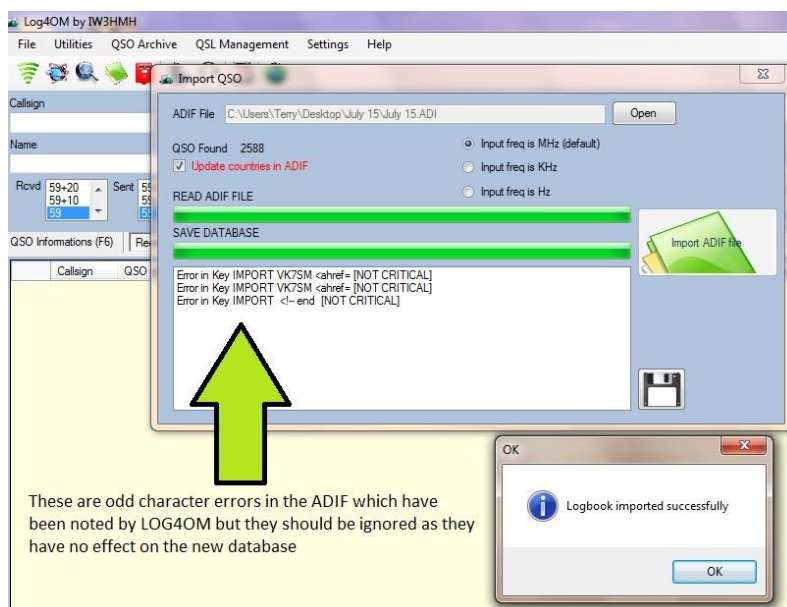 Log4OM by IW3HMH
File Utilities QSO Archive QSL Management Settings Help
Import QSO
Callsign
ADIF File C:\Users\Terry\Desktop\July 15\July 15.ADI Open
Name
QSO Found 2588
Input freq is MHz (default)
Update countries in ADIF
Input freq is KHz
Rcvd 59+20 Sent 59
59+10 59
59 59
Input freq is Hz
READ ADIF FILE
SAVE DATABASE
Import ADIF file
QSO Informations (F6) Rec
Callsign QSO
Error in Key IMPORT VK7SM <ahref= [NOT CRITICAL]
Error in Key IMPORT VK7SM <ahref= [NOT CRITICAL]
Error in Key IMPORT <!-- end [NOT CRITICAL]
OK
Logbook imported successfully
OK
These are odd character errors in the ADIF which have
been noted by LOG4OM but they should be ignored as they
have no effect on the new database